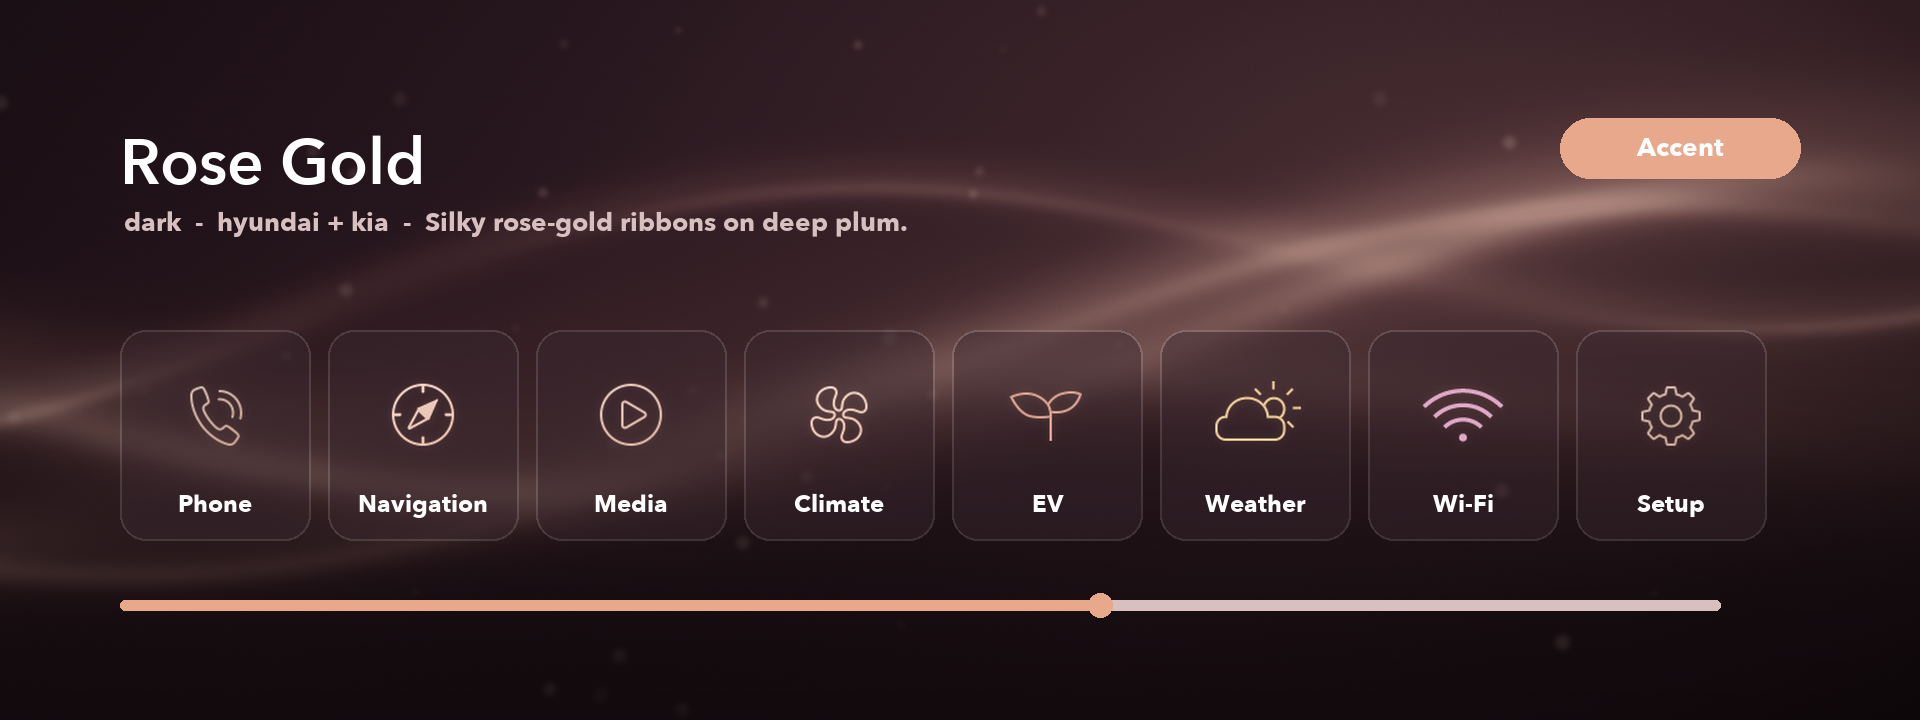 Rose Gold
Accent
dark - hyundai + kia - Silky rose-gold ribbons on deep plum.
Phone Navigation Media Climate EV Weather Wi-Fi Setup